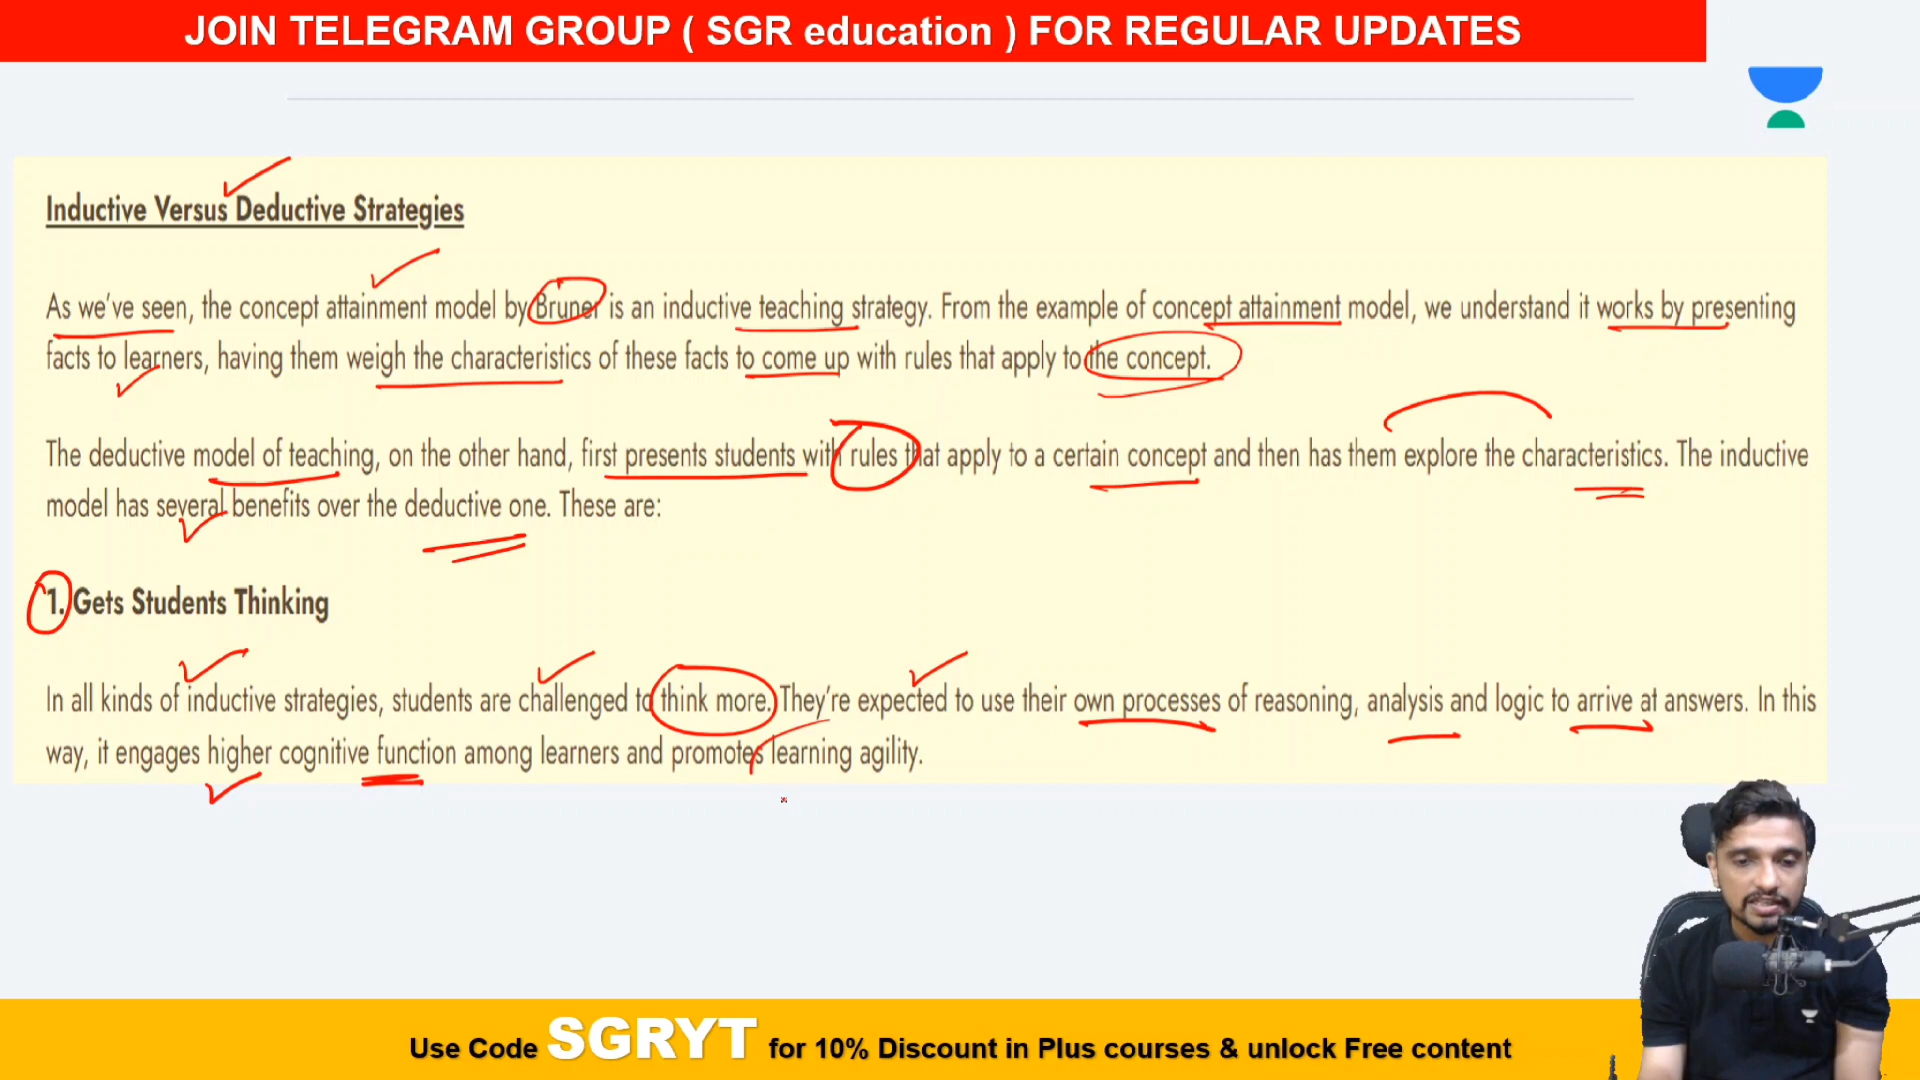 JOIN TELEGRAM GROUP ( SGR education ) FOR REGULAR UPDATES
Inductive Versus Deductive Strategies
As we've seen, the concept attainment model by Bruner is an inductive teaching strategy. From the example of concept attainment model, we understand it works by presenting
facts to learners, having them weigh the characteristics of these facts to come up with rules that apply to the concept.
The deductive model of teaching, on the other hand, first presents students with rules that apply to a certain concept and then has them explore the characteristics. The inductive
model has several benefits over the deductive one. These are:
1. Gets Students Thinking
In all kinds of inductive strategies, students are challenged to think more. They're expected to use their own processes of reasoning, analysis and logic to arrive at answers. In this
way, it engages higher cognitive function among learners and promotes learning agility.
Use Code SGRYT for 10% Discount in Plus courses & unlock Free content